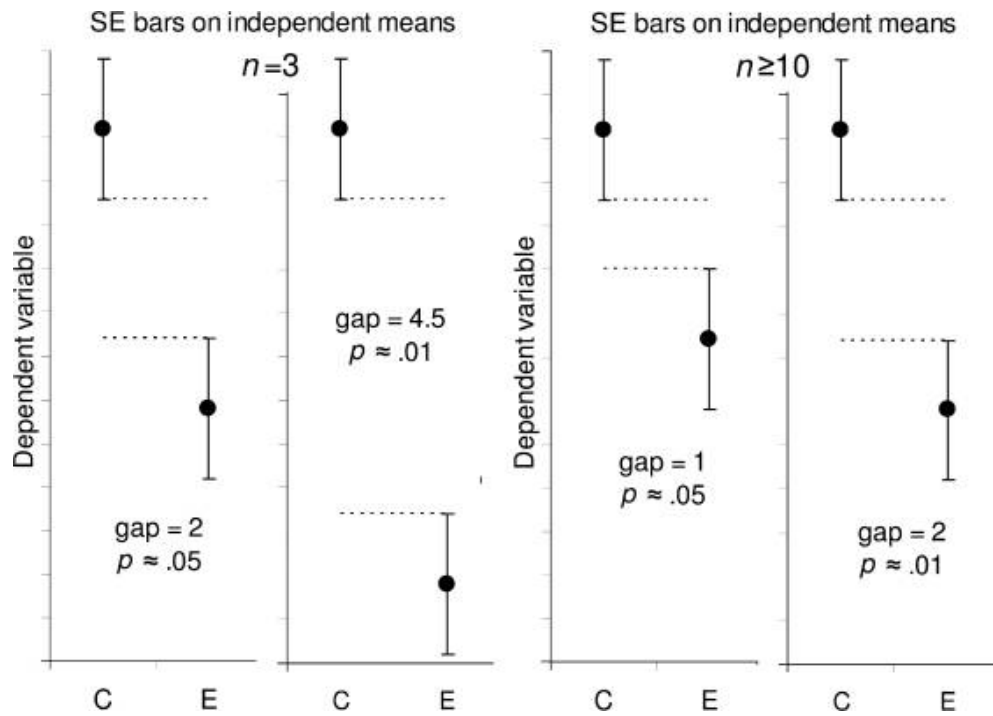 SE bars on independent means
n=3
Dependent variable
gap = 2
p ≈ .05
gap = 4.5
p ≈ .01
C E
C E
SE bars on independent means
n≥10
Dependent variable
gap = 1
p ≈ .05
gap = 2
p ≈ .01
C E
C E